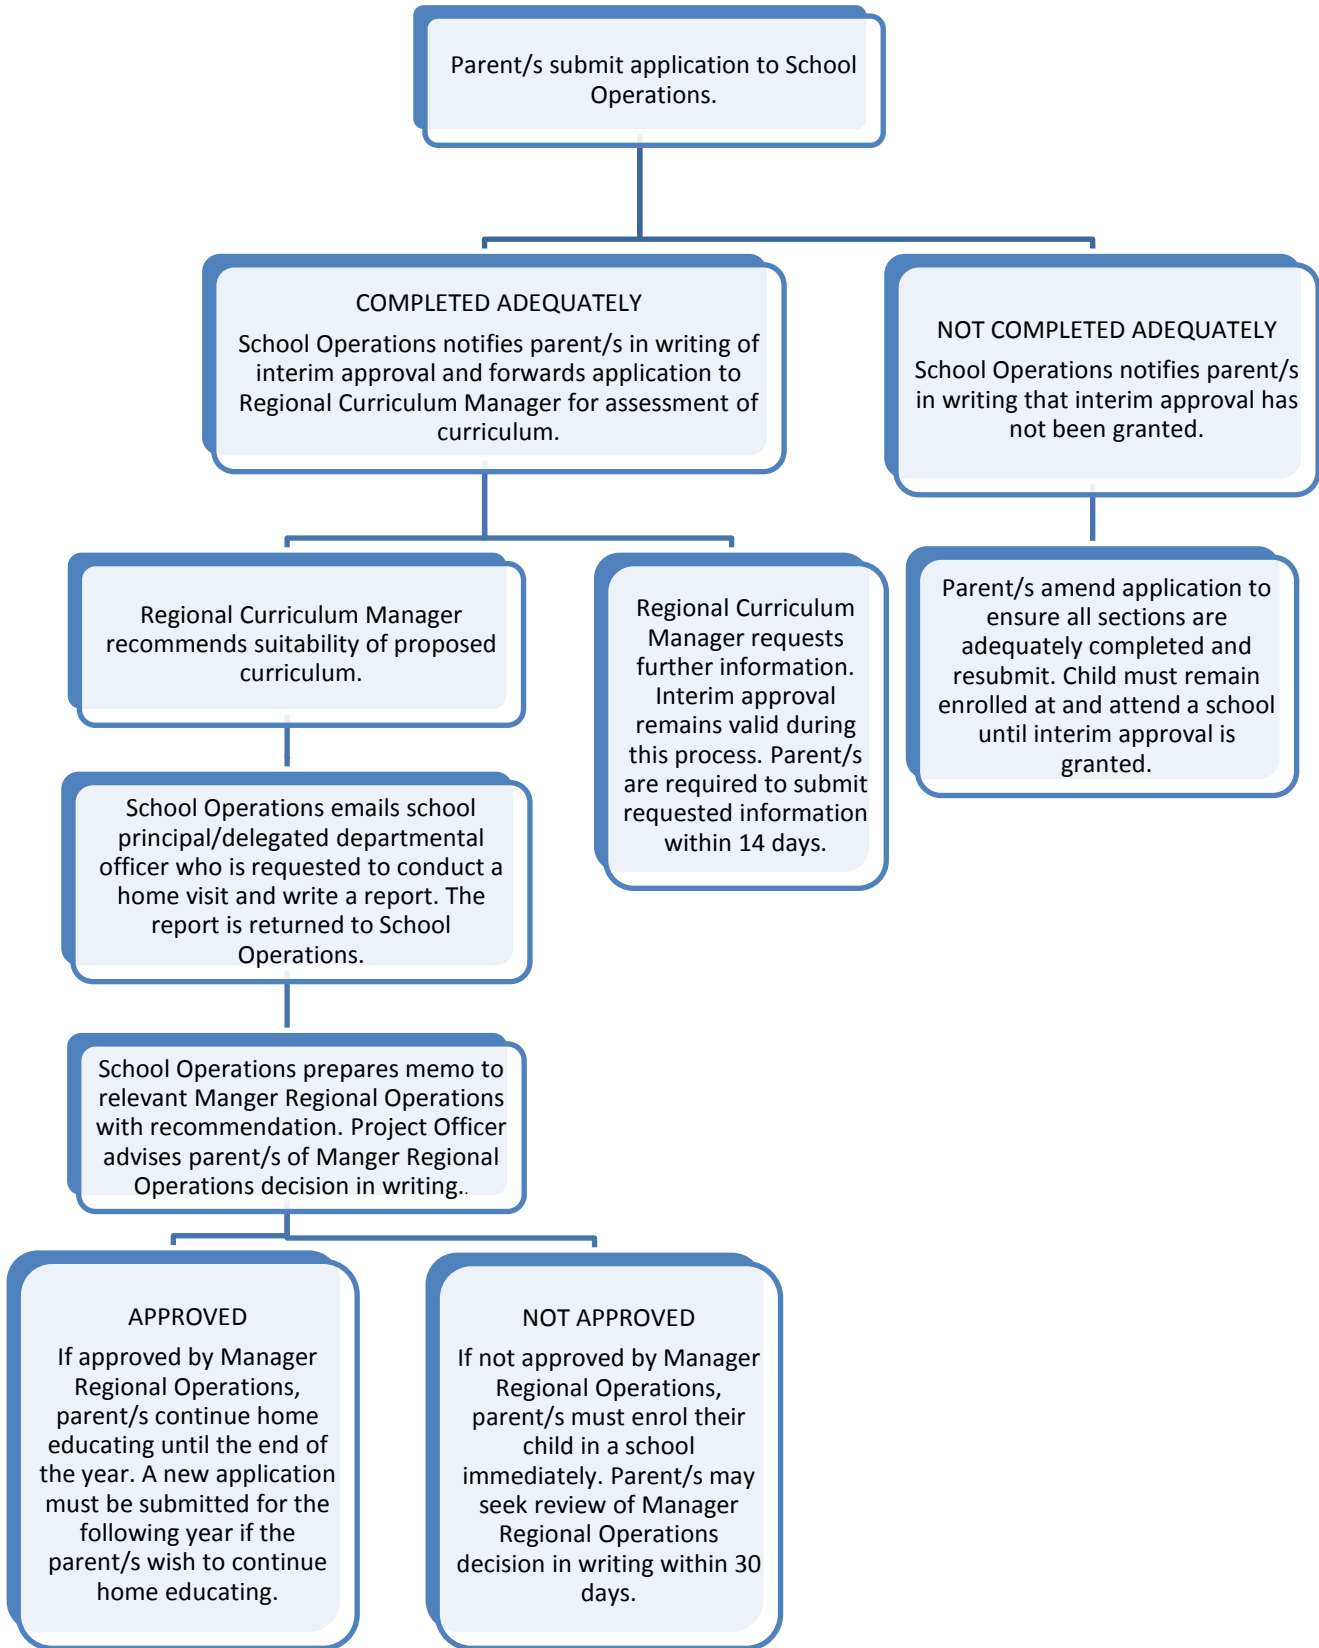 Parent/s submit application to School
Operations.
COMPLETED ADEQUATELY
School Operations notifies parent/s in writing of
interim approval and forwards application to
Regional Curriculum Manager for assessment of
curriculum.
NOT COMPLETED ADEQUATELY
School Operations notifies parent/s
in writing that interim approval has
not been granted.
Regional Curriculum Manager
recommends suitability of proposed
curriculum.
Regional Curriculum
Manager requests
further information.
Interim approval
remains valid during
this process. Parent/s
are required to submit
requested information
within 14 days.
Parent/s amend application to
ensure all sections are
adequately completed and
resubmit. Child must remain
enrolled at and attend a school
until interim approval is
granted.
School Operations emails school
principal/delegated departmental
officer who is requested to conduct a
home visit and write a report. The
report is returned to School
Operations.
School Operations prepares memo to
relevant Manger Regional Operations
with recommendation. Project Officer
advises parent/s of Manger Regional
Operations decision in writing..
APPROVED
If approved by Manager
Regional Operations,
parent/s continue home
educating until the end of
the year. A new application
must be submitted for the
following year if the
parent/s wish to continue
home educating.
NOT APPROVED
If not approved by Manager
Regional Operations,
parent/s must enrol their
child in a school
immediately. Parent/s may
seek review of Manager
Regional Operations
decision in writing within 30
days.